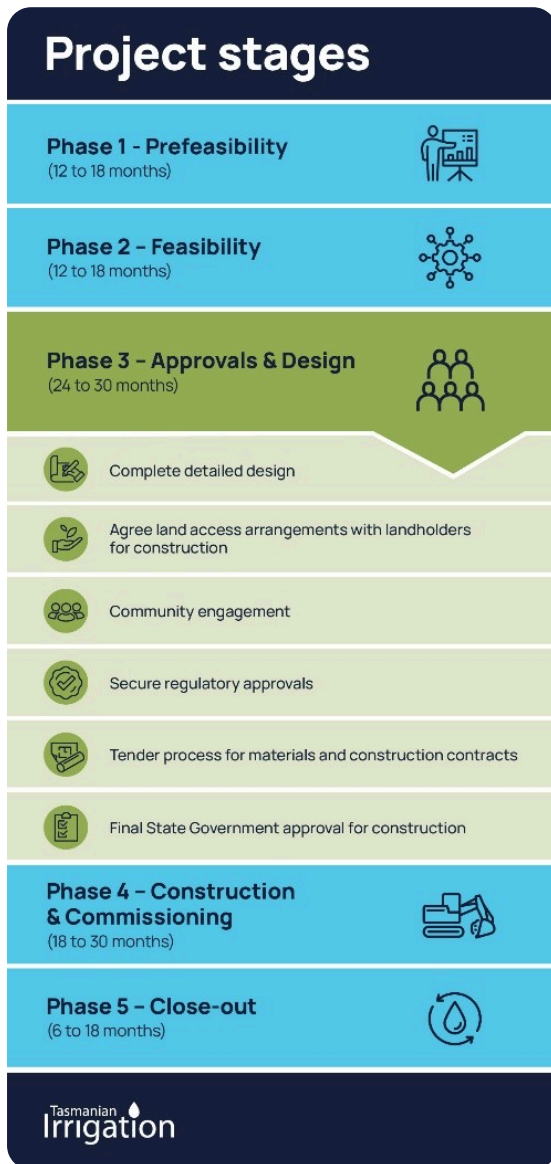 Project stages
Phase 1 - Prefeasibility
(12 to 18 months)
Phase 2 – Feasibility
(12 to 18 months)
Phase 3 – Approvals & Design
(24 to 30 months)
Complete detailed design
Agree land access arrangements with landholders
for construction
Community engagement
Secure regulatory approvals
Tender process for materials and construction contracts
Final State Government approval for construction
Phase 4 – Construction
& Commissioning
(18 to 30 months)
Phase 5 – Close-out
(6 to 18 months)
Tasmanian
Irrigation